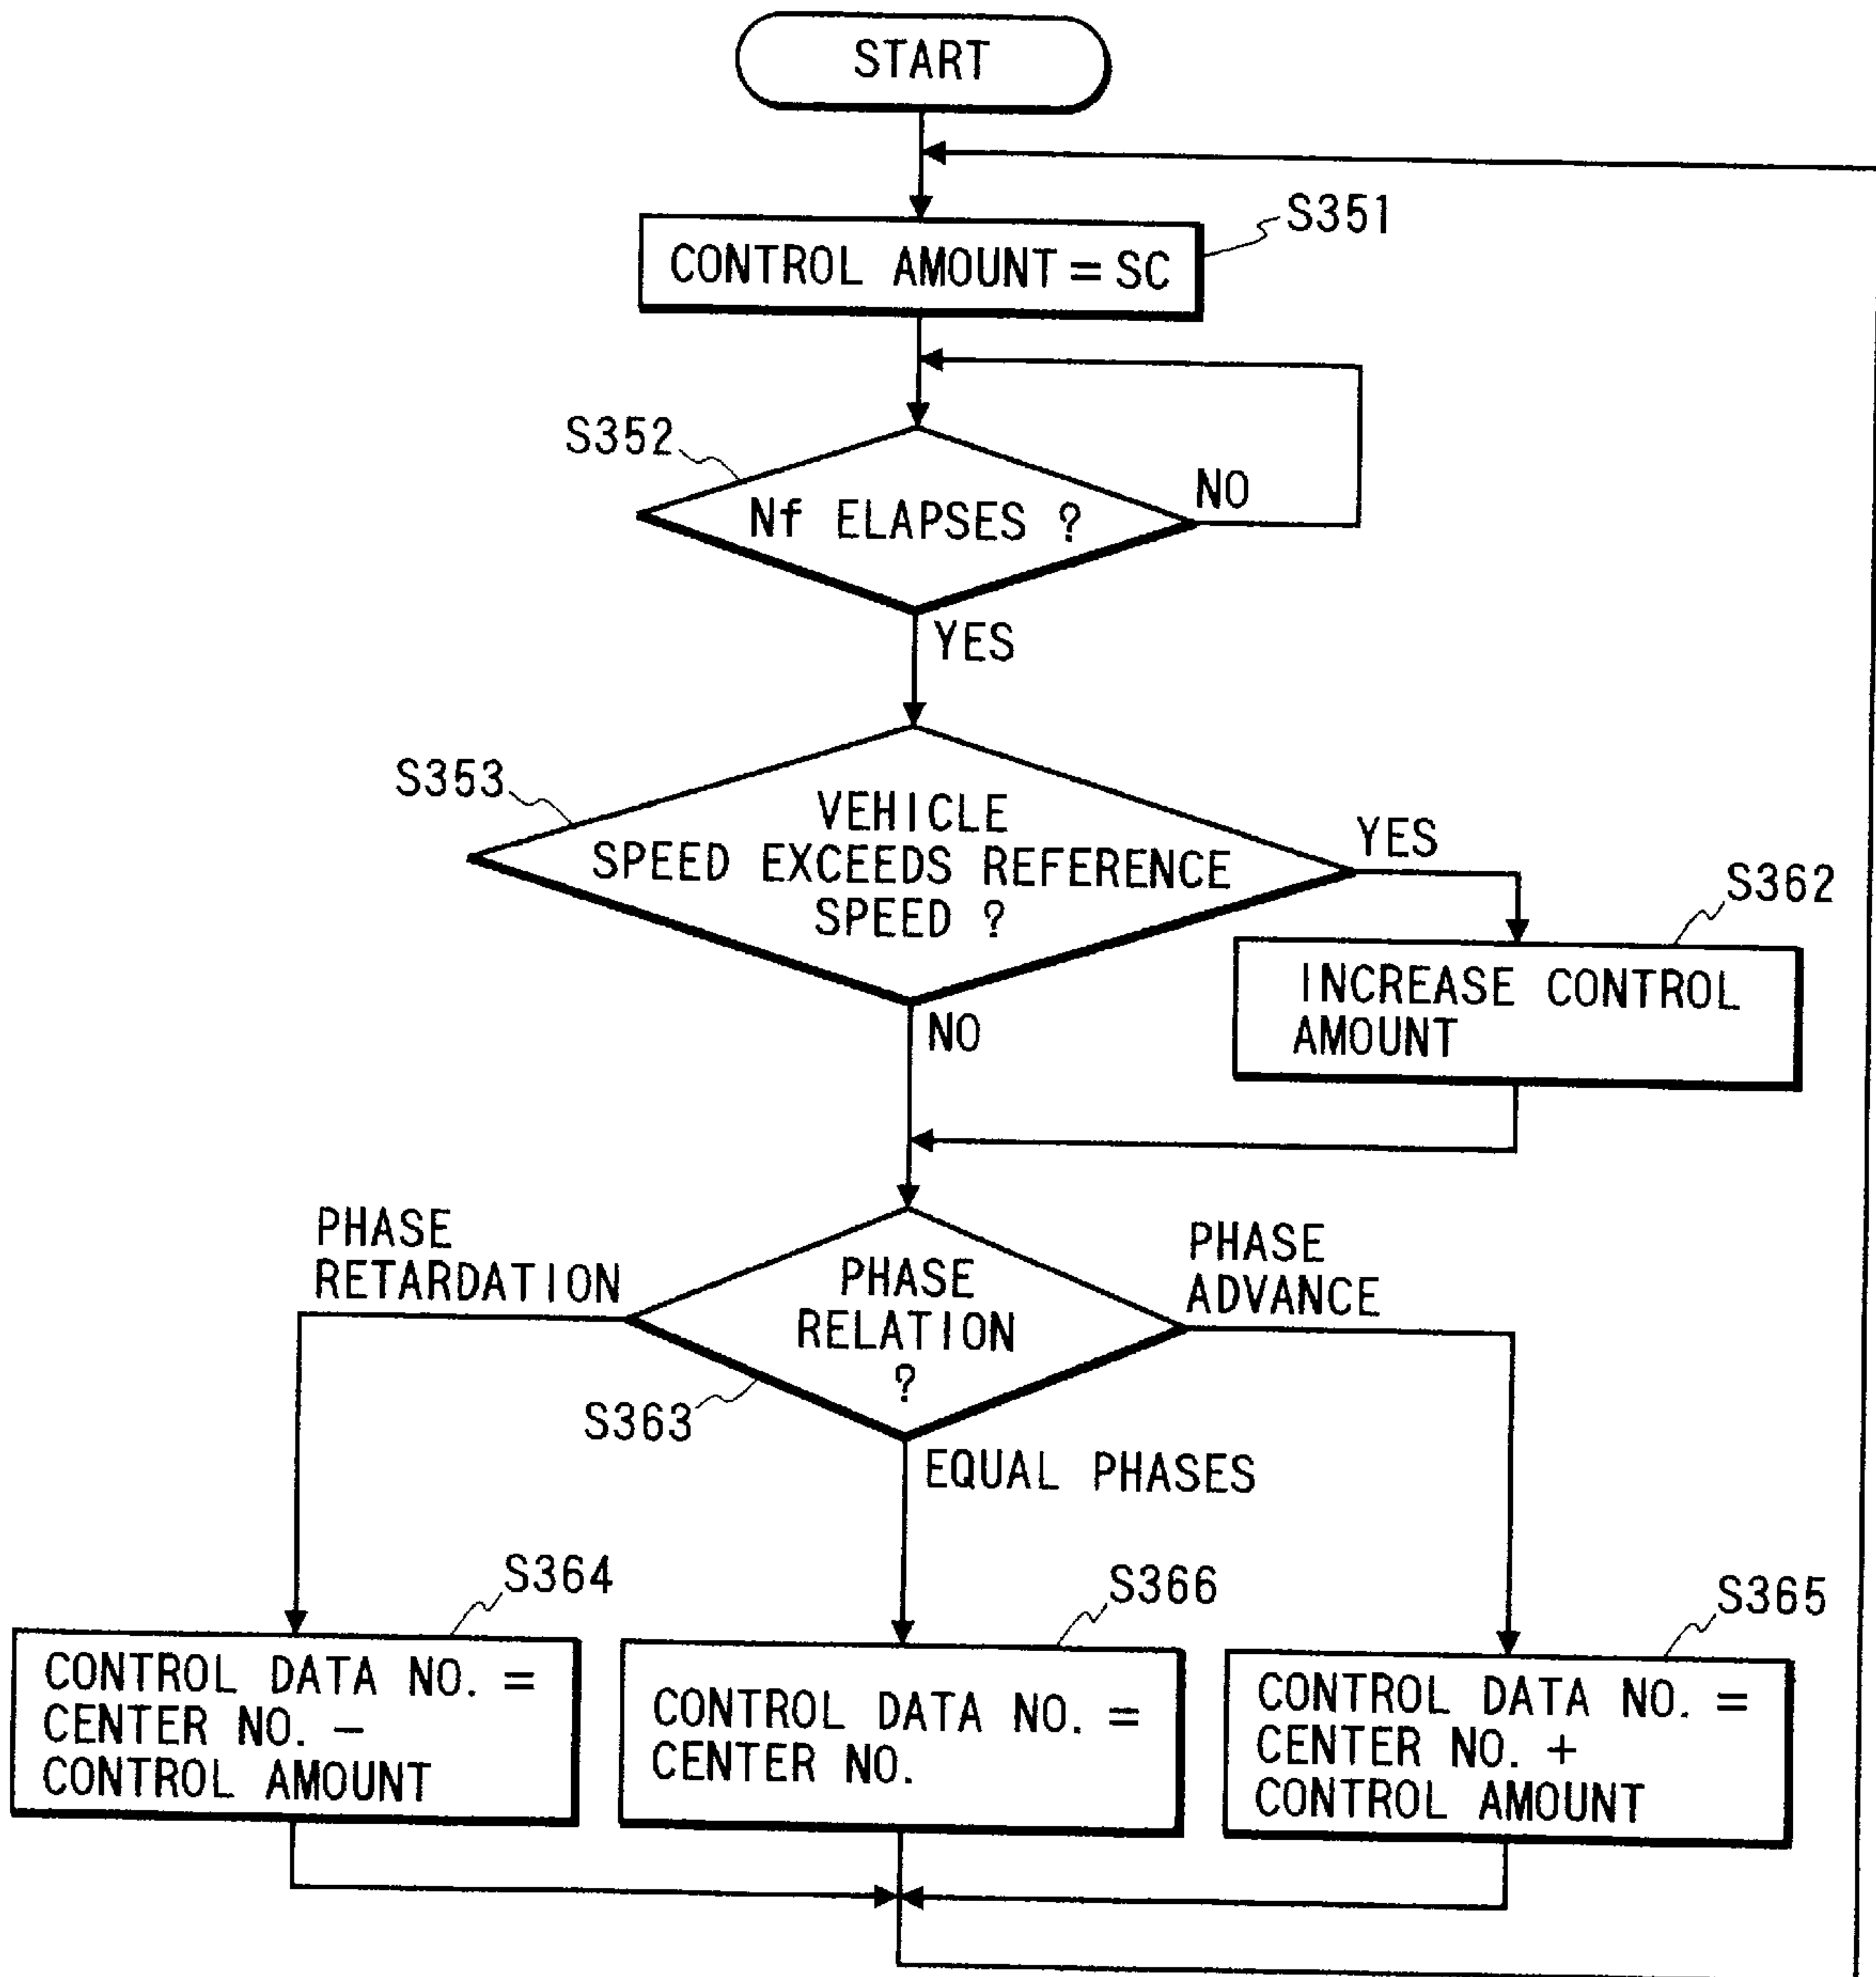 START
S351
CONTROL AMOUNT = SC
S352
Nf ELAPSES ?
NO
YES
S353
VEHICLE
SPEED EXCEEDS REFERENCE
SPEED ?
YES
S362
INCREASE CONTROL
AMOUNT
NO
PHASE
RETARDATION
PHASE
RELATION
?
PHASE
ADVANCE
S363
EQUAL PHASES
S364
CONTROL DATA NO. =
CENTER NO. –
CONTROL AMOUNT
S366
CONTROL DATA NO. =
CENTER NO.
S365
CONTROL DATA NO. =
CENTER NO. +
CONTROL AMOUNT